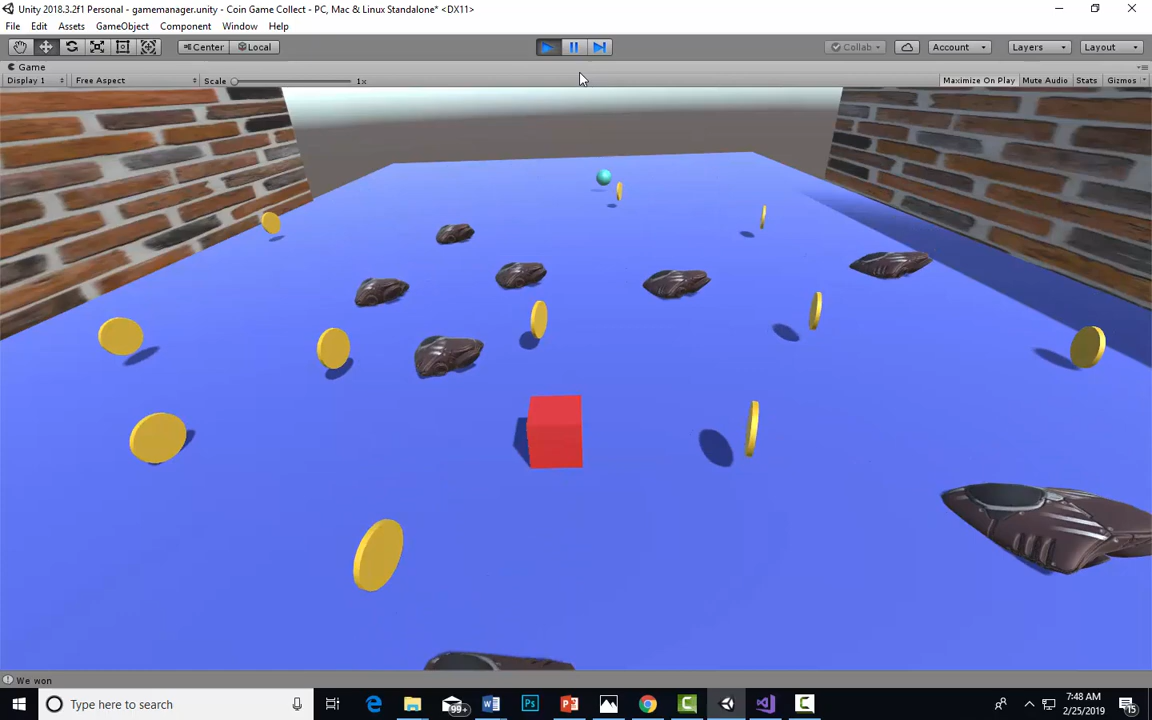 Unity 2018.3.2f1 Personal - gamemanager.unity - Coin Game Collect - PC, Mac & Linux Standalone* <DX11>
File Edit Assets GameObject Component Window Help
Center Local Collab Account Layers Layout
Game
Display 1 Free Aspect Scale 1x Maximize On Play Mute Audio Stats Gizmos
We won
Type here to search
99+
7:48 AM
2/25/2019
15